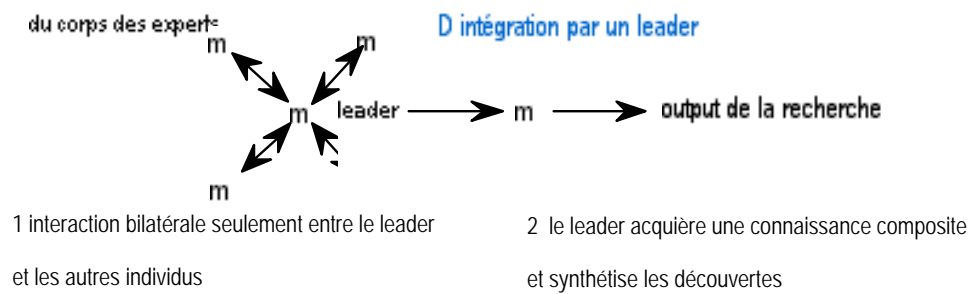 du corps des expert
D intégration par un leader
m
m
m
leader
m
output de la recherche
m
1 interaction bilatérale seulement entre le leader
et les autres individus
2 le leader acquière une connaissance composite
et synthétise les découvertes